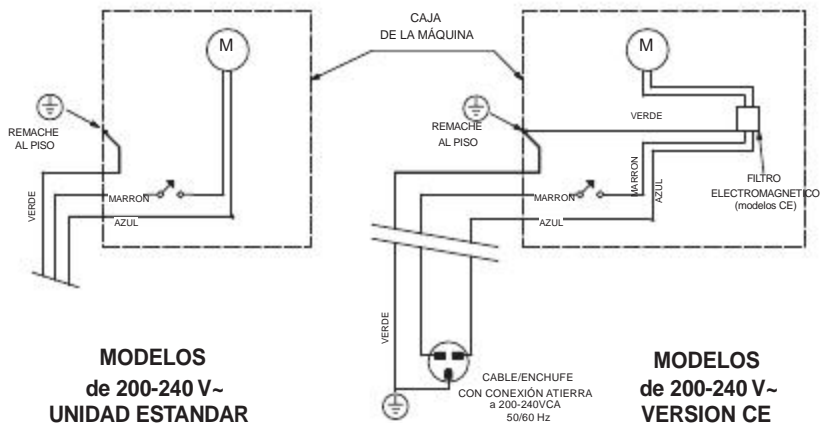 CAJA
DE LA MÁQUINA
M
REMACHE
AL PISO
VERDE
MARRON
AZUL
MODELOS
de 200-240 V~
UNIDAD ESTANDAR
M
REMACHE
AL PISO
VERDE
MARRON
AZUL
MARRON
AZUL
FILTRO
ELECTROMAGNETICO
(modelos CE)
VERDE
CABLE/ENCHUFE
CON CONEXIÓN ATIERRA
a 200-240VCA
50/60 Hz
MODELOS
de 200-240 V~
VERSION CE